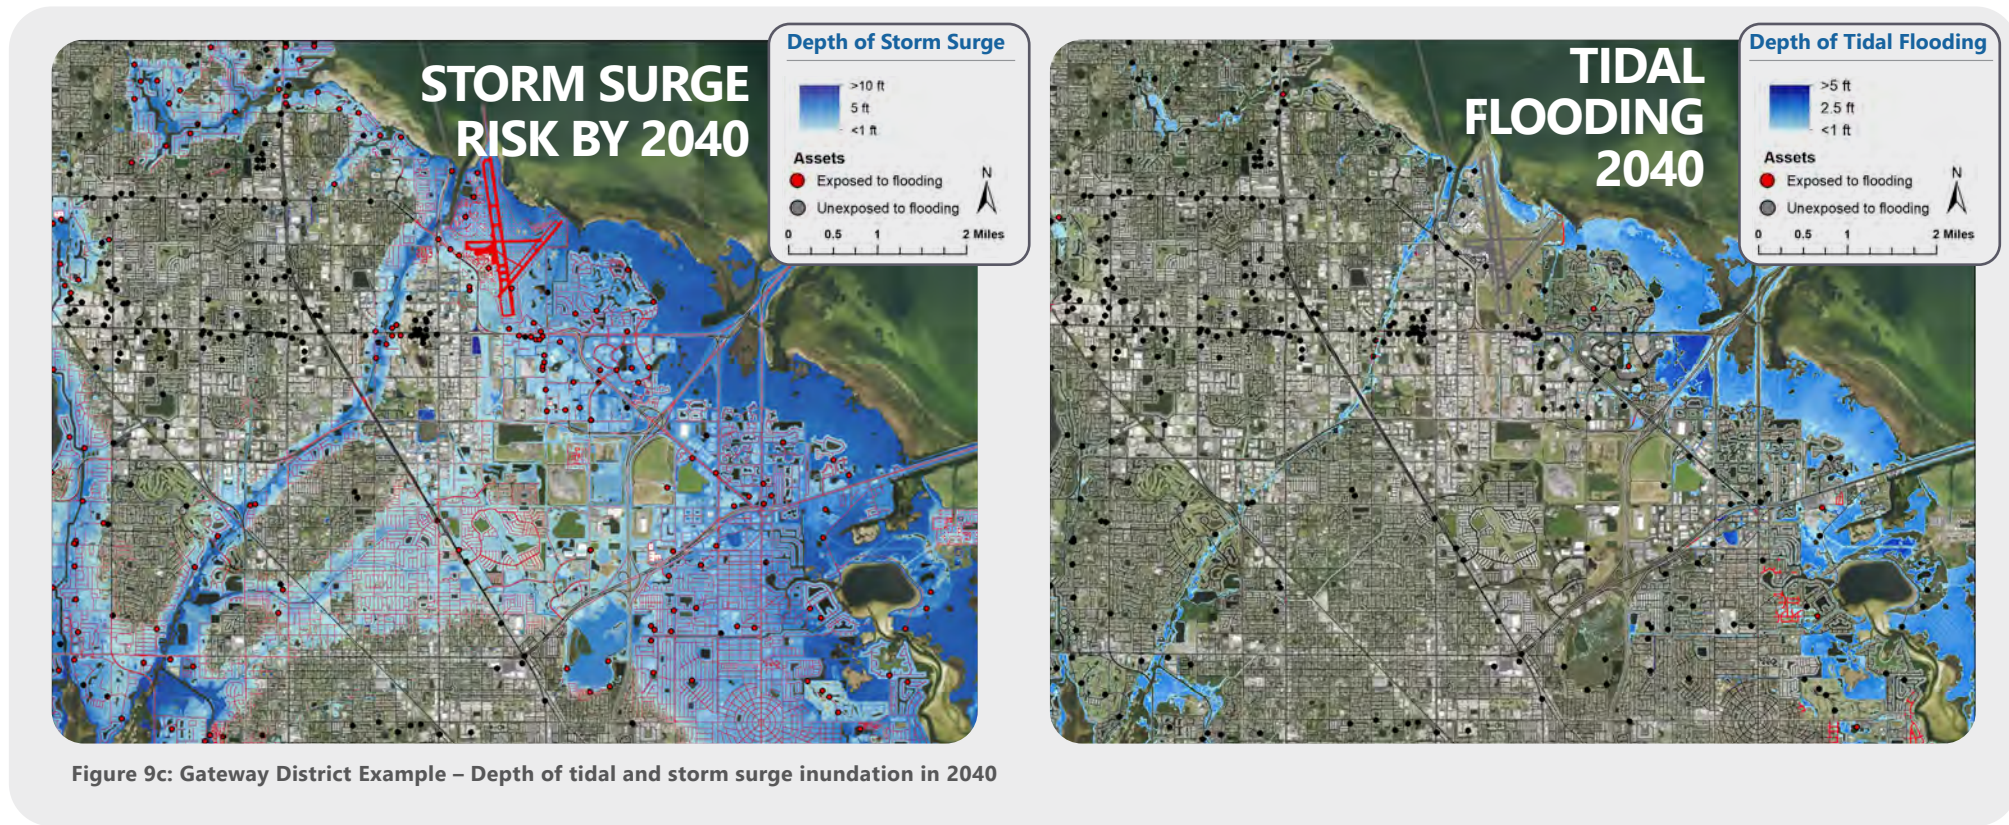 STORM SURGE
RISK BY 2040
Depth of Storm Surge
>10 ft
5 ft
<1 ft
Assets
Exposed to flooding
Unexposed to flooding
N
0 0.5 1 2 Miles
TIDAL
FLOODING
2040
Depth of Tidal Flooding
>5 ft
2.5 ft
<1 ft
Assets
Exposed to flooding
Unexposed to flooding
N
0 0.5 1 2 Miles
Figure 9c: Gateway District Example – Depth of tidal and storm surge inundation in 2040